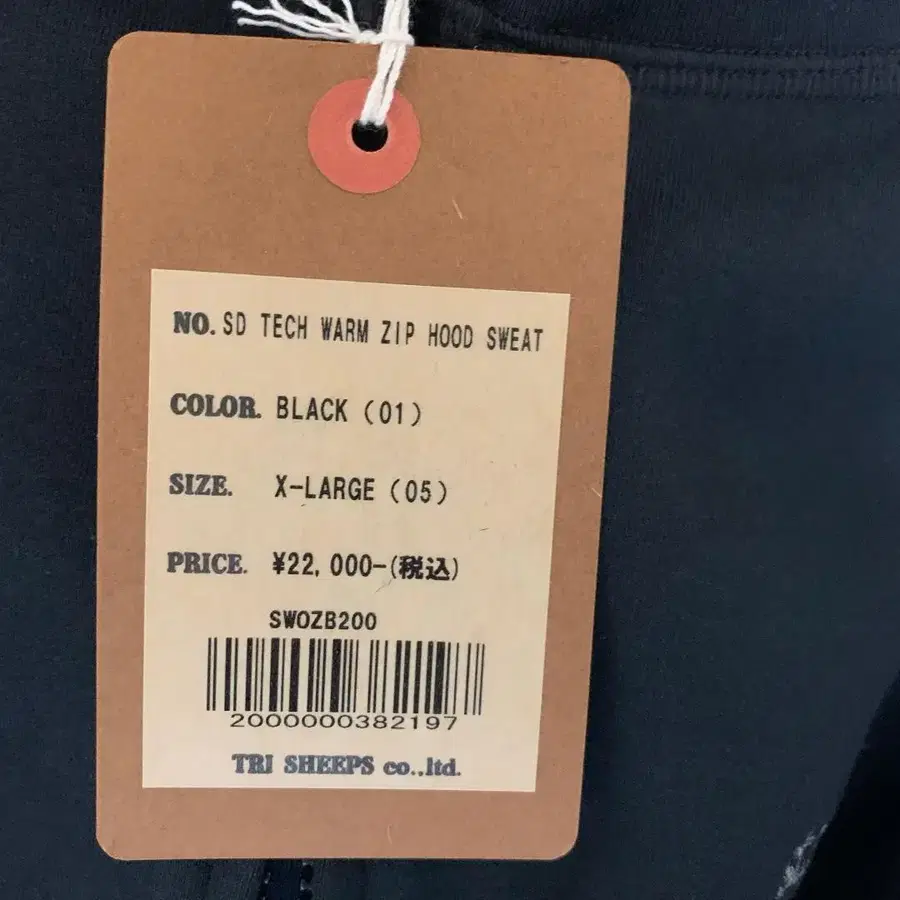 NO. SD TECH WARM ZIP HOOD SWEAT
COLOR. BLACK (01)
SIZE. X-LARGE (05)
PRICE. ¥22,000-(税込)
SWOZB200
2000000382197
TRI SHEEPS co.,ltd.